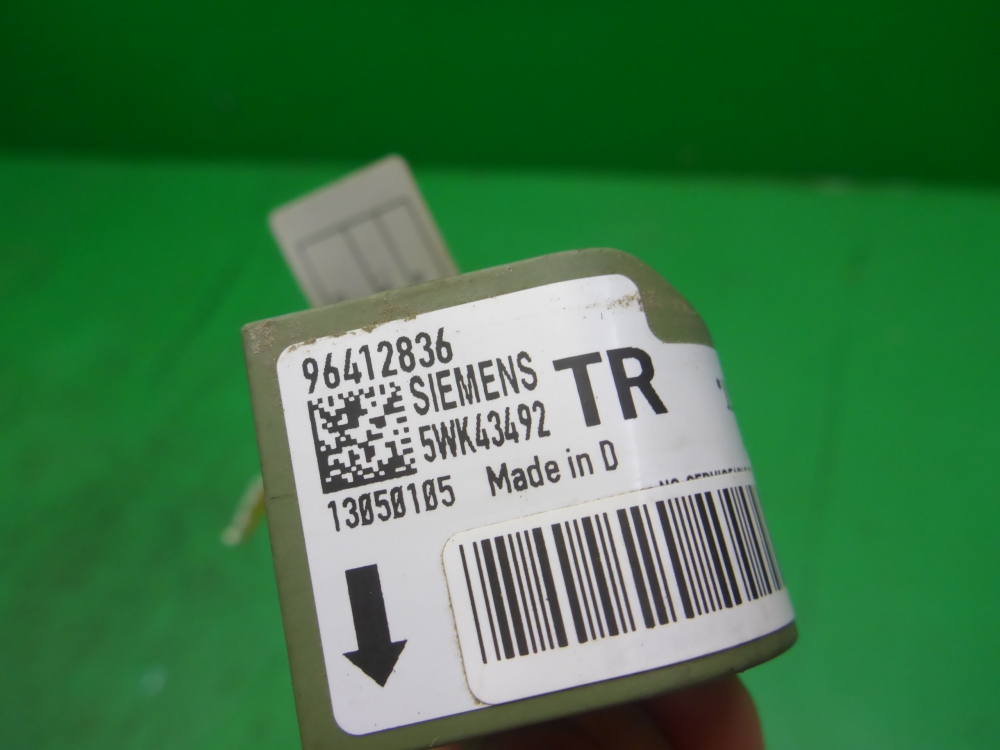 96412836
SIEMENS
TR
5WK43492
13050105
Made in D